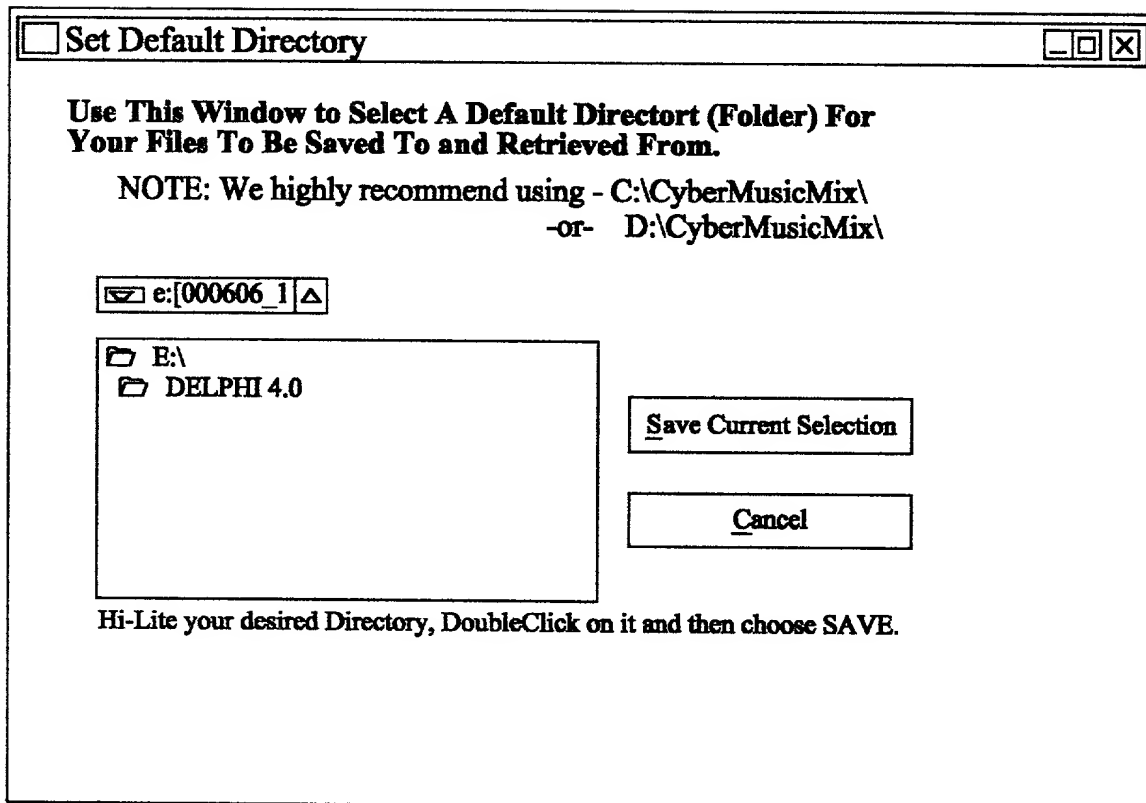 Set Default Directory
Use This Window to Select A Default Directort (Folder) For
Your Files To Be Saved To and Retrieved From.
NOTE: We highly recommend using - C:\CyberMusicMix\
-or- D:\CyberMusicMix\
e:[000606_1
E:\
DELPHI 4.0
Save Current Selection
Cancel
Hi-Lite your desired Directory, DoubleClick on it and then choose SAVE.